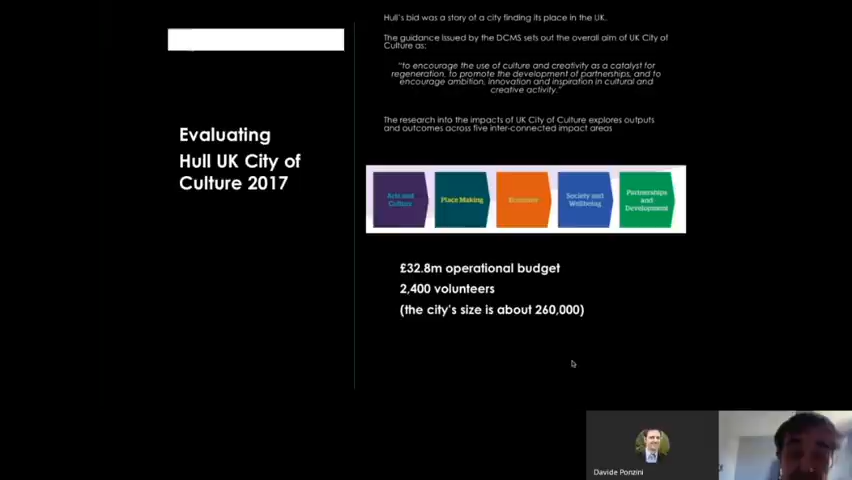 Hull's bid was a story of a city finding its place in the UK.
The guidance issued by the DCMS sets out the overall aim of UK City of
Culture as:
"to encourage the use of culture and creativity as a catalyst for
regeneration, to promote the development of partnerships, and to
encourage ambition, innovation and inspiration in cultural and
creative activity."
The research into the impacts of UK City of Culture explores outputs
and outcomes across five inter-connected impact areas
Evaluating
Hull UK City of
Culture 2017
Arts and
Culture
Place Making
Economy
Society and
Wellbeing
Partnerships
and
Development
£32.8m operational budget
2,400 volunteers
(the city's size is about 260,000)
Davide Ponzini